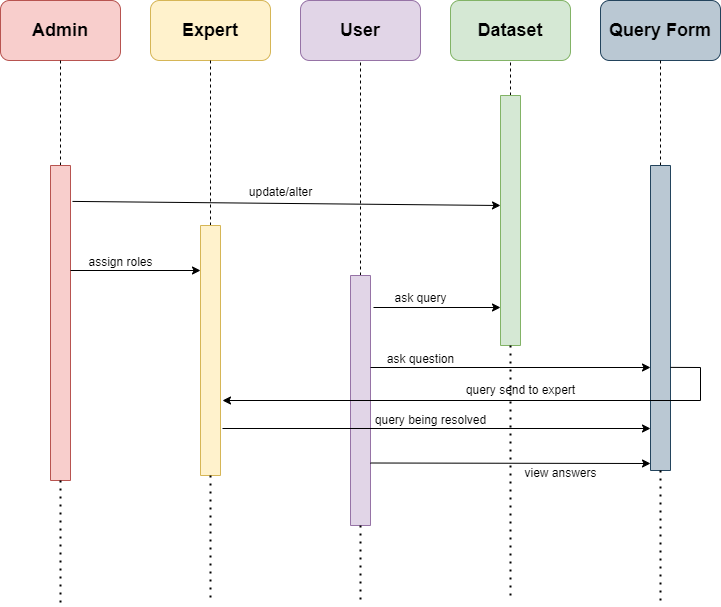 Admin
Expert
User
Dataset
Query Form
update/alter
assign roles
ask query
ask question
query send to expert
query being resolved
view answers